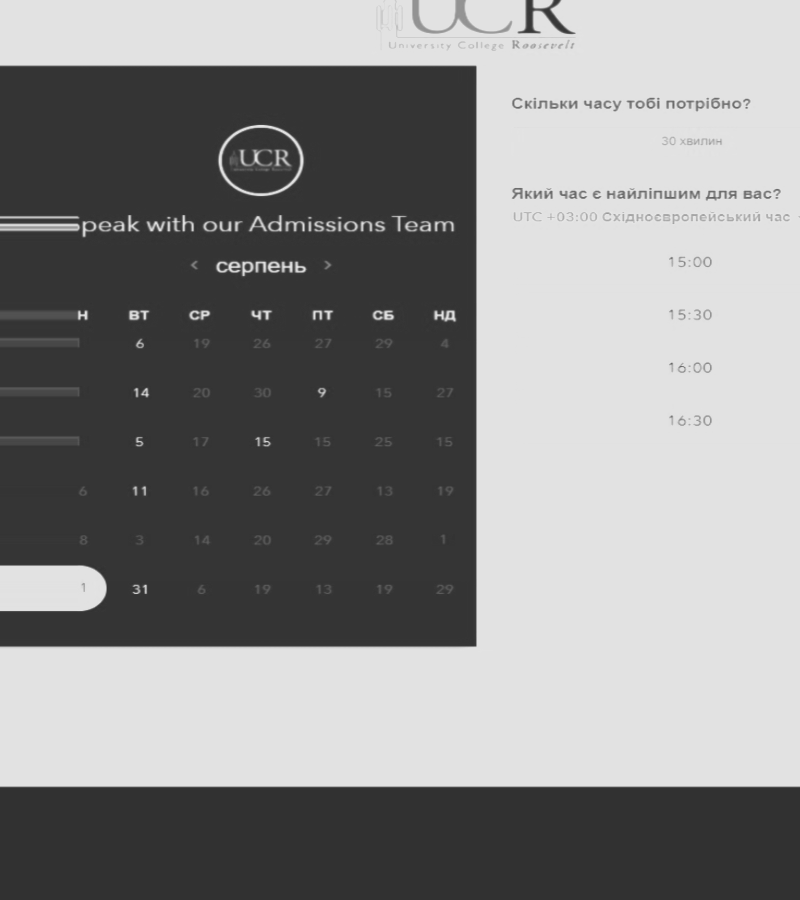 UCR
University College Roosevelt
UCR
peak with our Admissions Team
< серпень >
Н ВТ СР ЧТ ПТ СБ НД
6 19 26 27 29 4
14 20 30 9 15 27
5 17 15 15 25 15
6 11 16 26 27 13 19
8 3 14 20 29 28 1
1 31 6 19 13 19 29
Скільки часу тобі потрібно?
30 хвилин
Який час є найліпшим для вас?
UTC +03:00 Східноєвропейський час
15:00
15:30
16:00
16:30